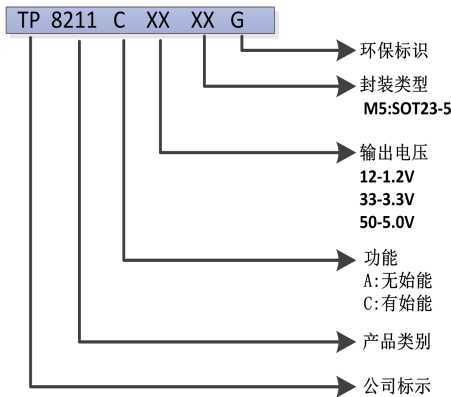 TP 8211 C XX XX G
环保标识
封装类型
M5:SOT23-5
输出电压
12-1.2V
33-3.3V
50-5.0V
功能
A:无始能
C:有始能
产品类别
公司标示